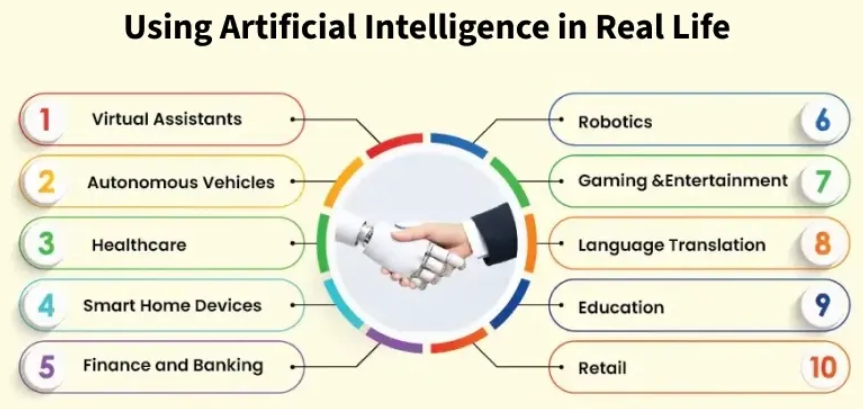 Using Artificial Intelligence in Real Life
1 Virtual Assistants
2 Autonomous Vehicles
3 Healthcare
4 Smart Home Devices
5 Finance and Banking
Robotics 6
Gaming &Entertainment 7
Language Translation 8
Education 9
Retail 10